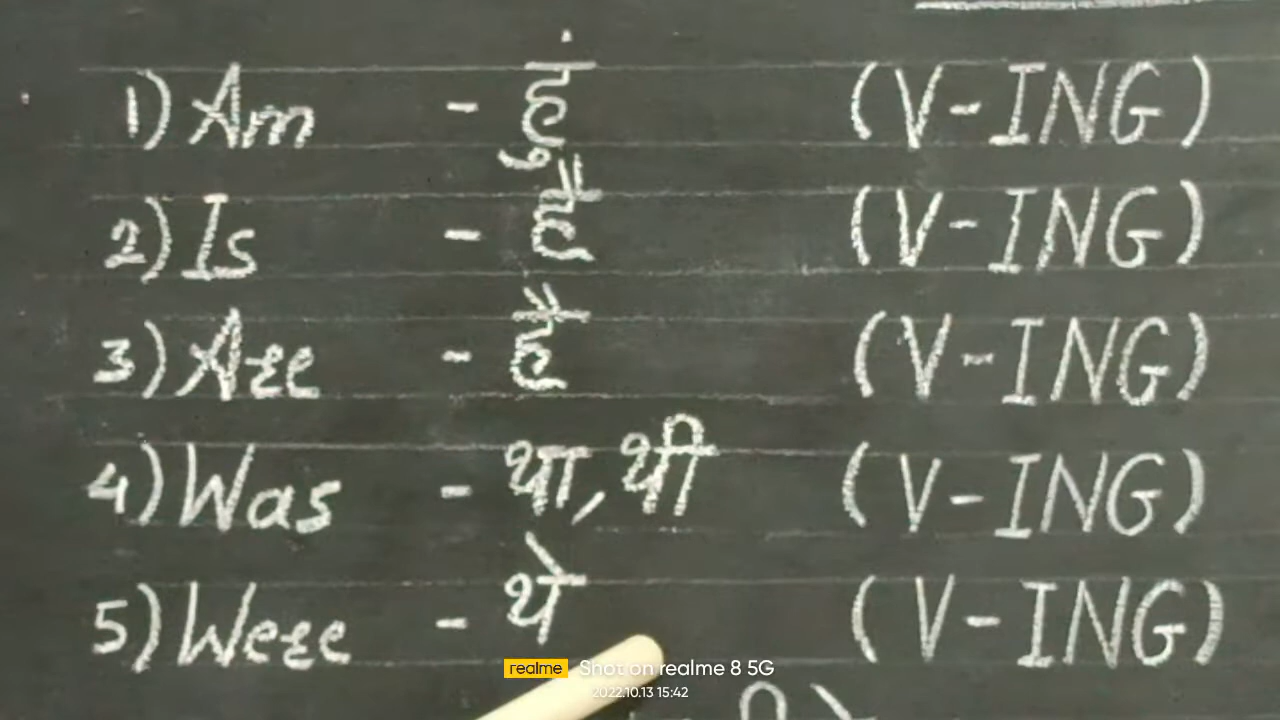 1) Am - हूं (V-ING)
2) Is - है (V-ING)
3) Are - हैं (V-ING)
4) Was - था, थी (V-ING)
5) Were - थे (V-ING)
realme Shot on realme 8 5G
2022.10.13 15:42